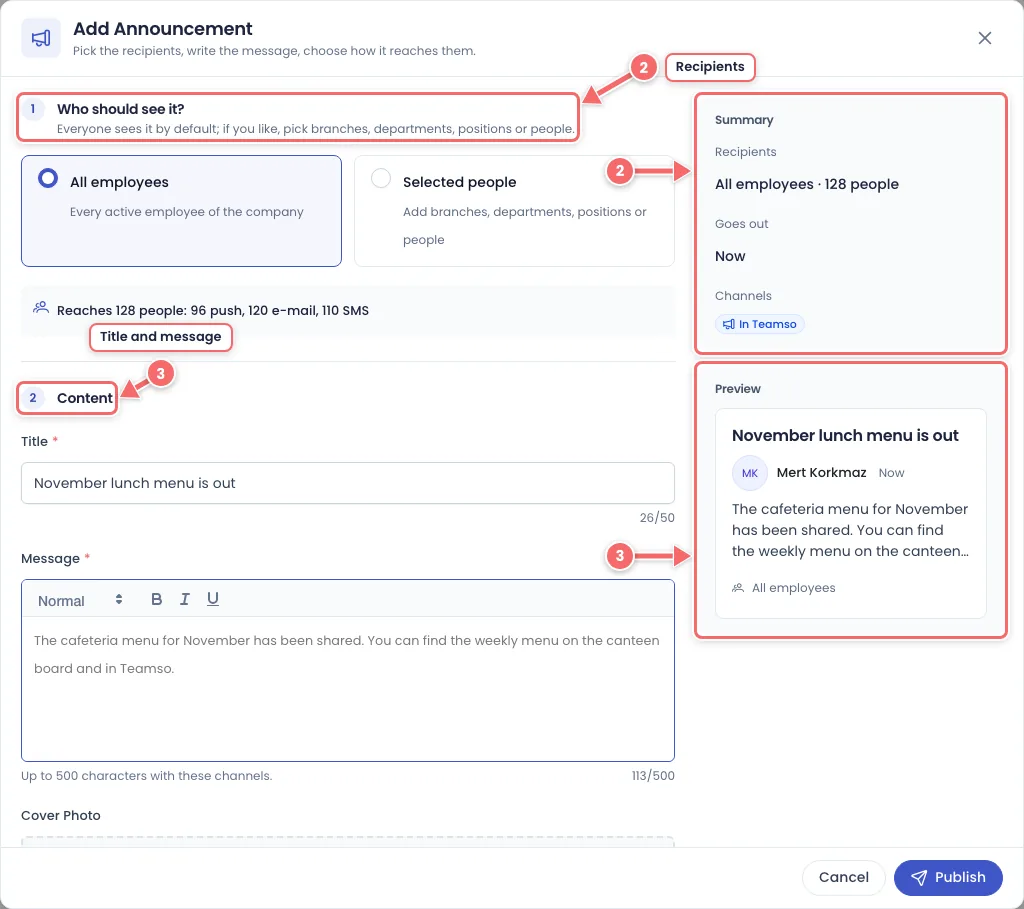 Add Announcement
Pick the recipients, write the message, choose how it reaches them.
2
Recipients
1
Who should see it?
Everyone sees it by default; if you like, pick branches, departments, positions or people.
All employees
Every active employee of the company
Selected people
Add branches, departments, positions or
people
2
Reaches 128 people: 96 push, 120 e-mail, 110 SMS
Title and message
3
2
Content
Title *
November lunch menu is out
26/50
Message *
3
Normal
B I U
The cafeteria menu for November has been shared. You can find the weekly menu on the canteen
board and in Teamso.
Up to 500 characters with these channels.
113/500
Cover Photo
Summary
Recipients
All employees · 128 people
Goes out
Now
Channels
In Teamso
Preview
November lunch menu is out
MK
Mert Korkmaz
Now
The cafeteria menu for November
has been shared. You can find
the weekly menu on the canteen...
All employees
Cancel
Publish